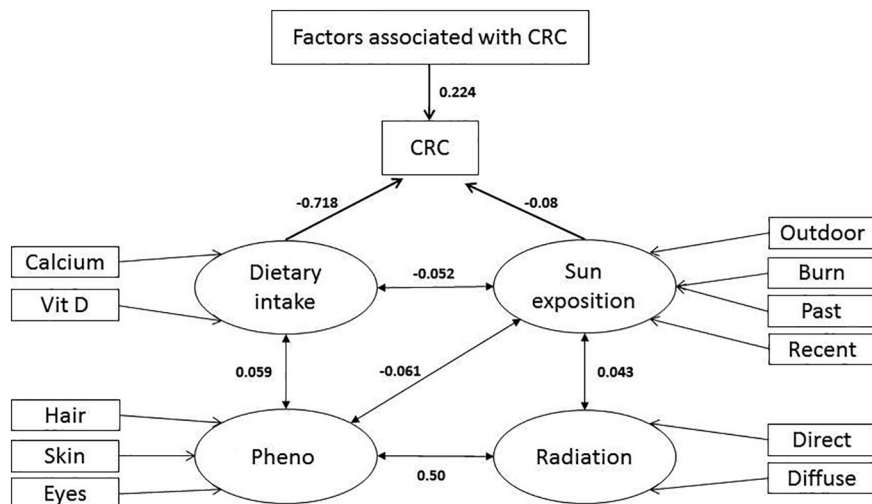 Factors associated with CRC
0.224
CRC
-0.718
-0.08
Calcium
Vit D
Dietary
intake
-0.052
Sun
exposition
Outdoor
Burn
Past
Recent
0.059
-0.061
0.043
Hair
Skin
Eyes
Pheno
0.50
Radiation
Direct
Diffuse